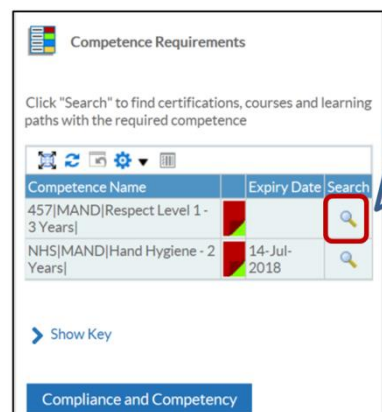 Competence Requirements
Click "Search" to find certifications, courses and learning
paths with the required competence
Competence Name Expiry Date Search
457|MAND|Respect Level 1 -
3 Years|
NHS|MAND|Hand Hygiene - 2
Years|
14-Jul-
2018
Show Key
Compliance and Competency